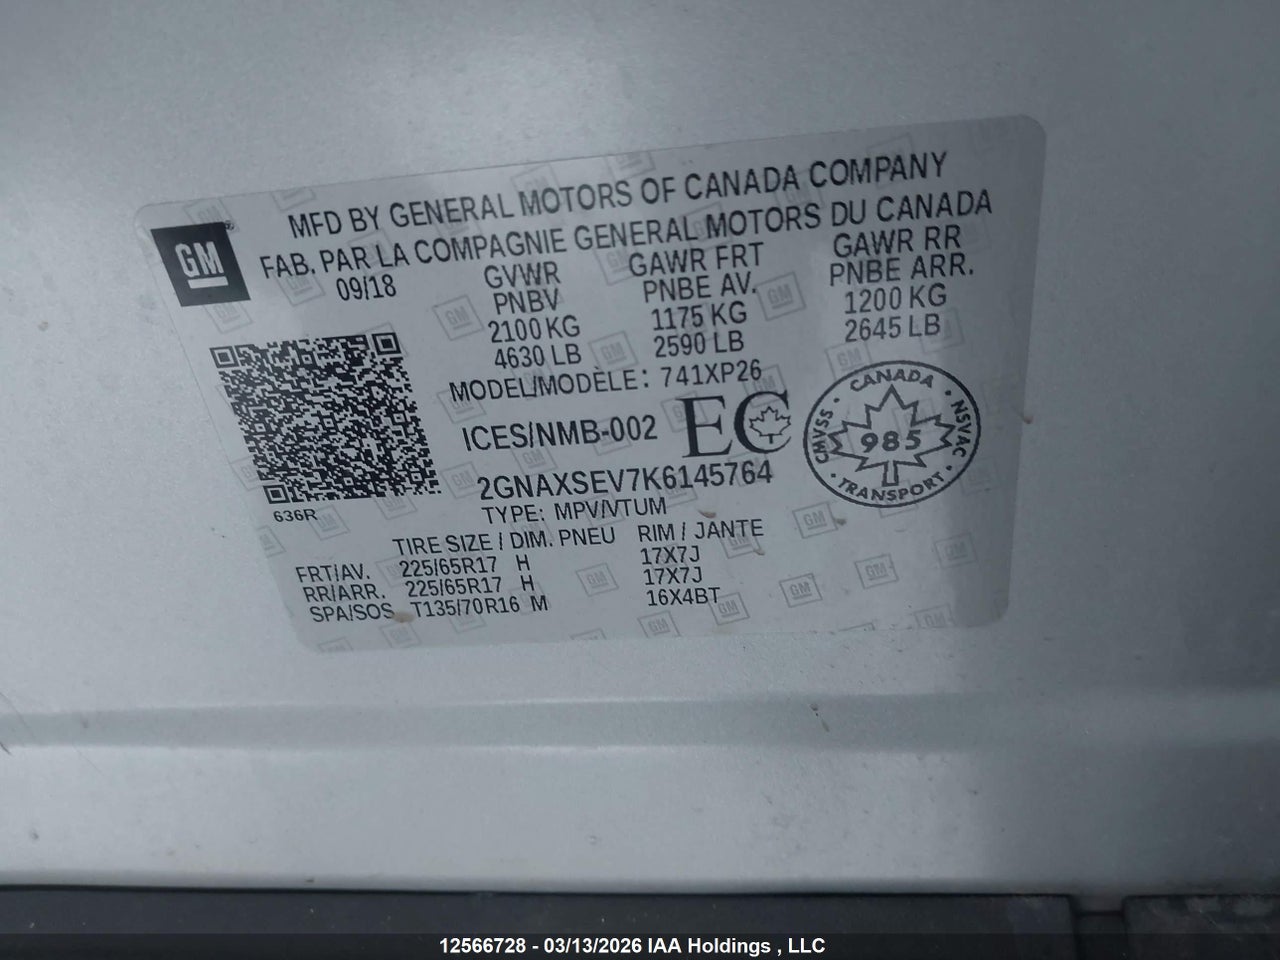 MFD BY GENERAL MOTORS OF CANADA COMPANY
FAB. PAR LA COMPAGNIE GENERAL MOTORS DU CANADA
GM
09/18
GVWR
PNBV
2100 KG
4630 LB
GAWR FRT
PNBE AV.
1175 KG
2590 LB
GAWR RR
PNBE ARR.
1200 KG
2645 LB
MODEL/MODÈLE: 741XP26
ICES/NMB-002 EC
CANADA
CMVSS 985 NSVAC
TRANSPORT
2GNAXSEV7K6145764
636R
TYPE: MPV/VTUM
TIRE SIZE / DIM. PNEU RIM / JANTE
FRT/AV. 225/65R17 H 17X7J
RR/ARR. 225/65R17 H 17X7J
SPA/SOS T135/70R16 M 16X4BT
12566728 - 03/13/2026 IAA Holdings , LLC